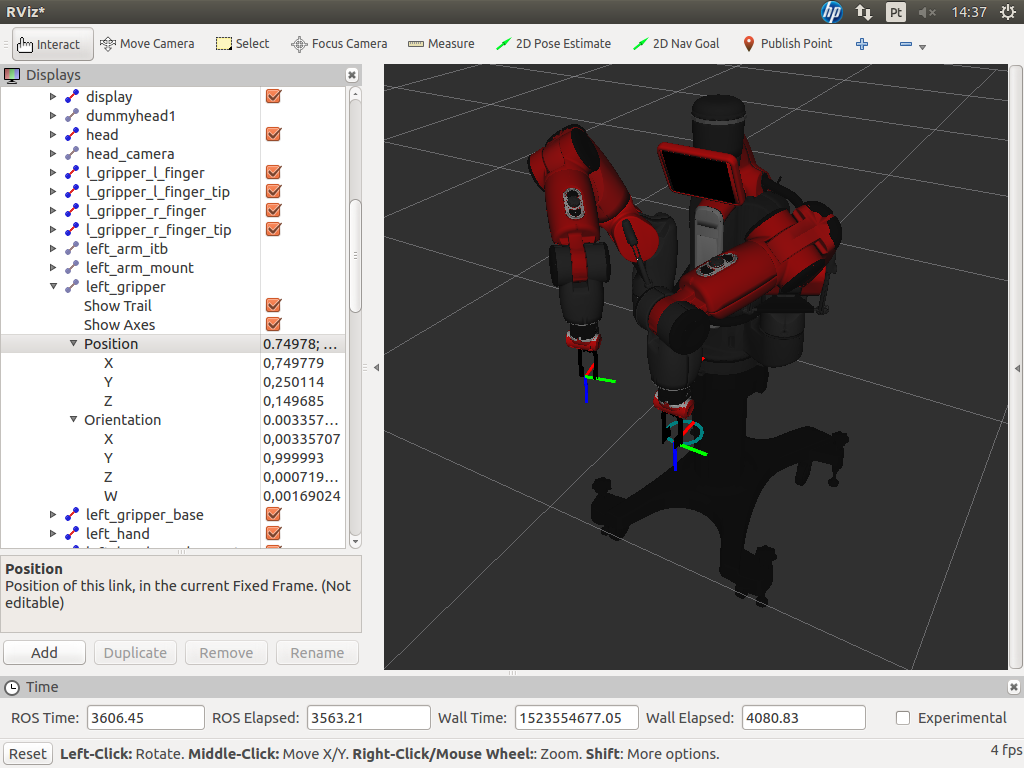 RViz*
hp Pt 14:37
Interact Move Camera Select Focus Camera Measure 2D Pose Estimate 2D Nav Goal Publish Point
Displays
display
dummyhead1
head
head_camera
l_gripper_l_finger
l_gripper_l_finger_tip
l_gripper_r_finger
l_gripper_r_finger_tip
left_arm_itb
left_arm_mount
left_gripper
Show Trail
Show Axes
Position 0.74978; ...
X 0,749779
Y 0,250114
Z 0,149685
Orientation 0.003357...
X 0,00335707
Y 0,999993
Z 0,000719...
W 0,00169024
left_gripper_base
left_hand
Position
Position of this link, in the current Fixed Frame. (Not
editable)
Add Duplicate Remove Rename
Time
ROS Time: 3606.45 ROS Elapsed: 3563.21 Wall Time: 1523554677.05 Wall Elapsed: 4080.83 Experimental
Reset Left-Click: Rotate. Middle-Click: Move X/Y. Right-Click/Mouse Wheel:: Zoom. Shift: More options. 4 fps